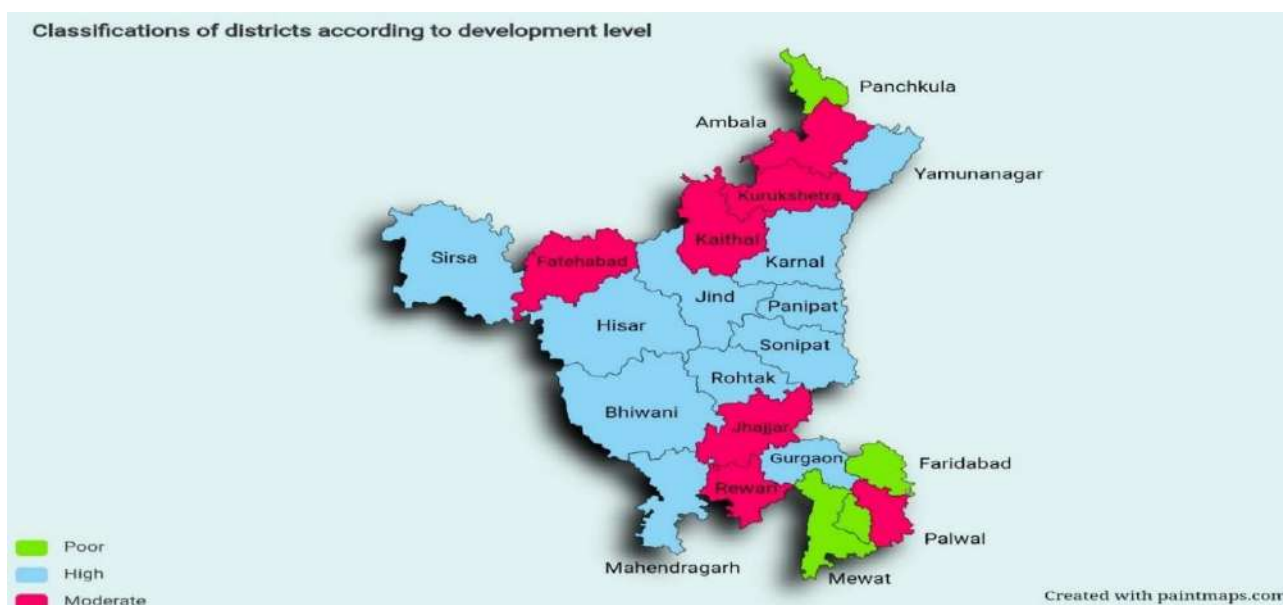 Classifications of districts according to development level
Panchkula
Ambala
Yamunanagar
Kurukshetra
Kaithal
Sirsa
Fatehabad
Karnal
Jind
Panipat
Hisar
Sonipat
Rohtak
Bhiwani
Jhajjar
Gurgaon
Faridabad
Rewari
Palwal
Mahendragarh
Mewat
Poor
High
Moderate
Created with paintmaps.com